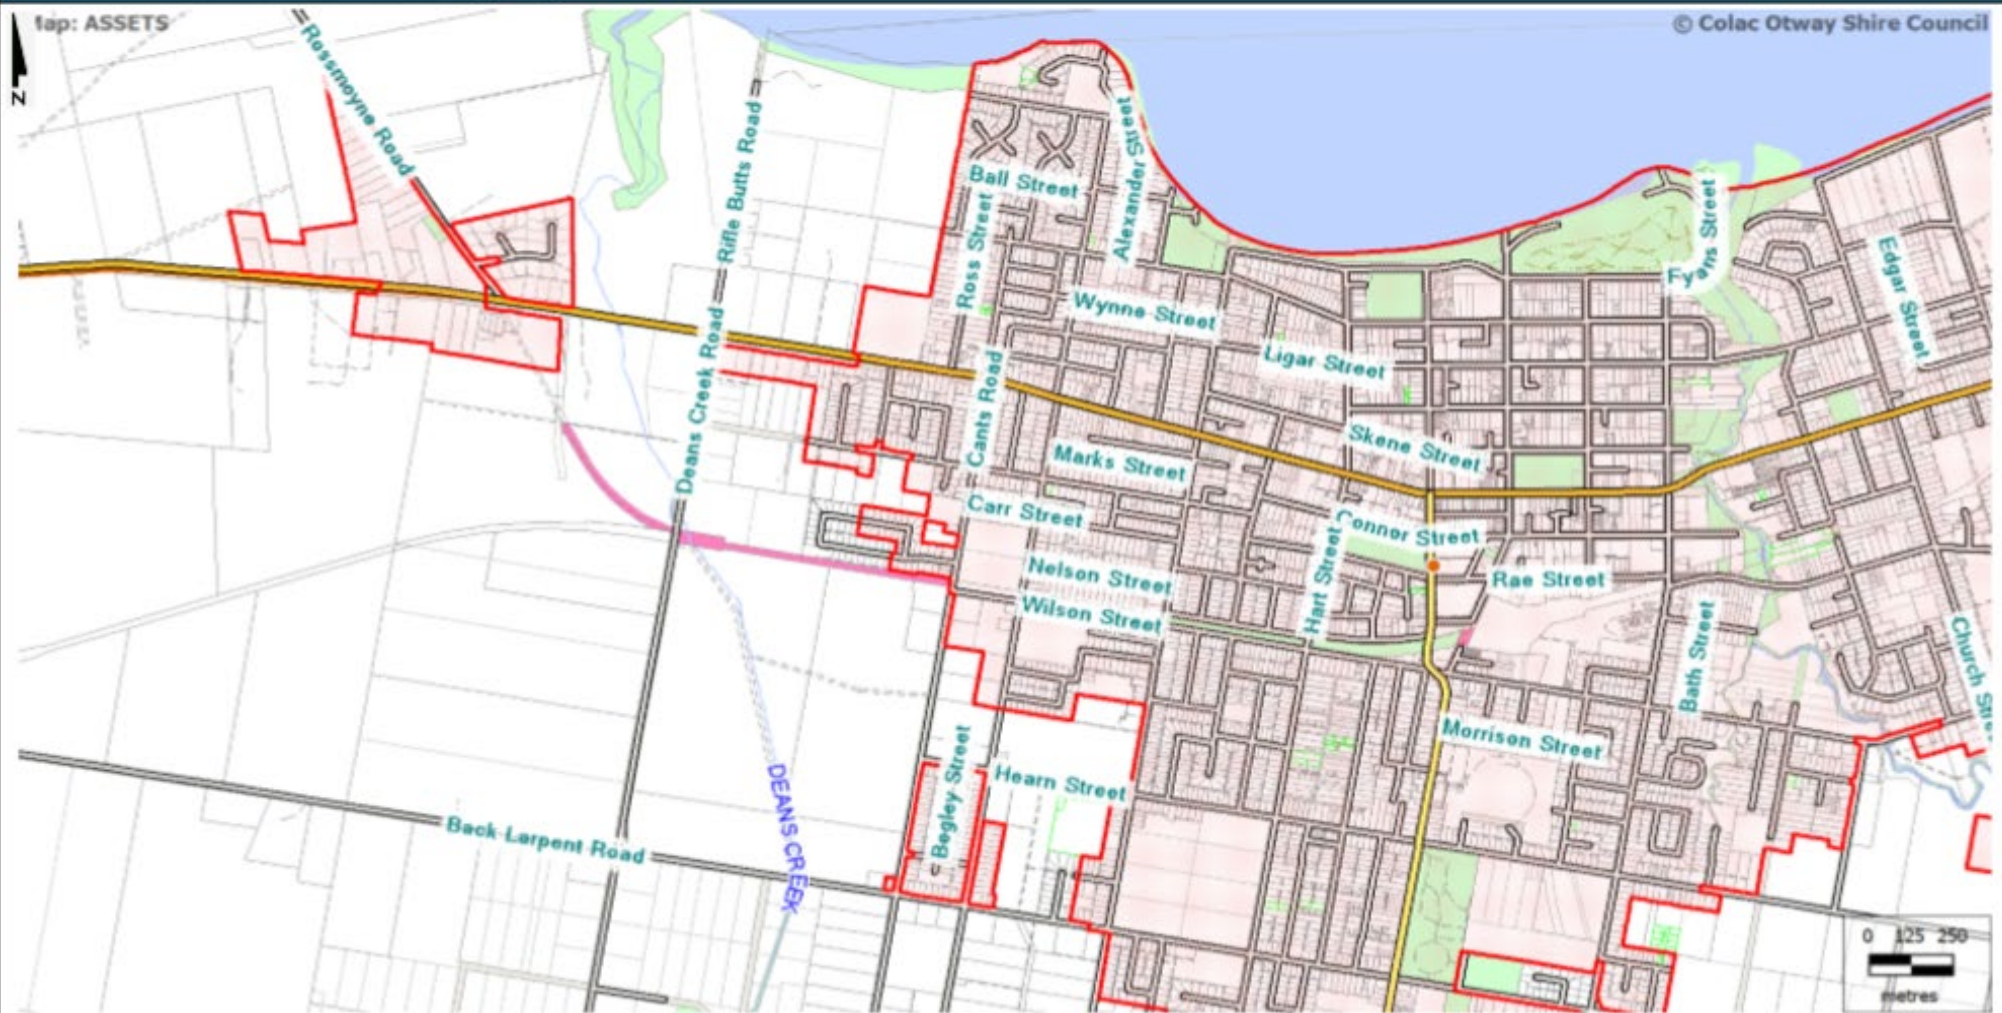 Map: ASSETS
© Colac Otway Shire Council
N
Rossmoyne Road
Rifle Butts Road
Alexander Street
Ball Street
Ross Street
Fyans Street
Edgar Street
Wynne Street
Ligar Street
Deans Creek Road
Cants Road
Skene Street
Marks Street
Carr Street
Connor Street
Hart Street
Nelson Street
Rae Street
Wilson Street
Bath Street
Church Stre
Morrison Street
Begley Street
Hearn Street
DEANS CREEK
Back Larpent Road
0 125 250
metres